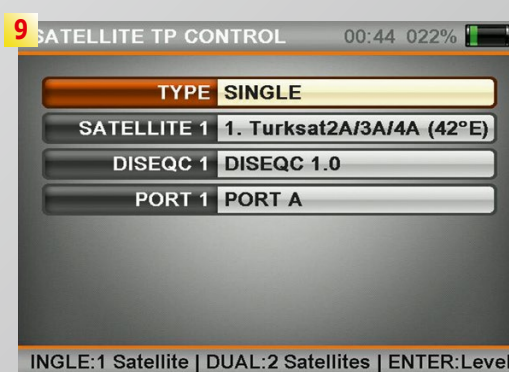 9
SATELLITE TP CONTROL 00:44 022%
TYPE SINGLE
SATELLITE 1 1. Turksat2A/3A/4A (42ºE)
DISEQC 1 DISEQC 1.0
PORT 1 PORT A
INGLE:1 Satellite | DUAL:2 Satellites | ENTER:Level